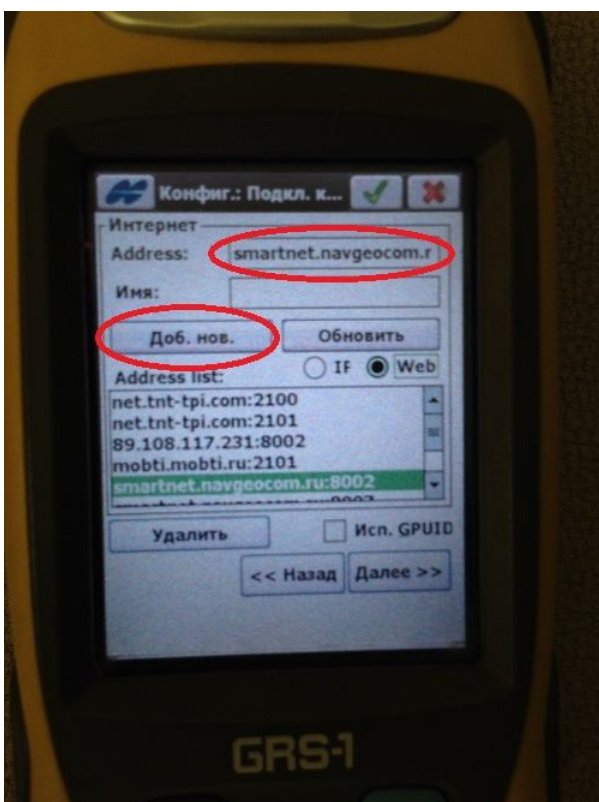 Конфиг.: Подкл. к...
Интернет
Address: smartnet.navgeocom.r
Имя:
Доб. нов. Обновить
Address list: IF Web
net.tnt-tpi.com:2100
net.tnt-tpi.com:2101
89.108.117.231:8002
mobti.mobti.ru:2101
smartnet.navgeocom.ru:8002
Удалить Исп. GPUID
<< Назад Далее >>
GRS-1